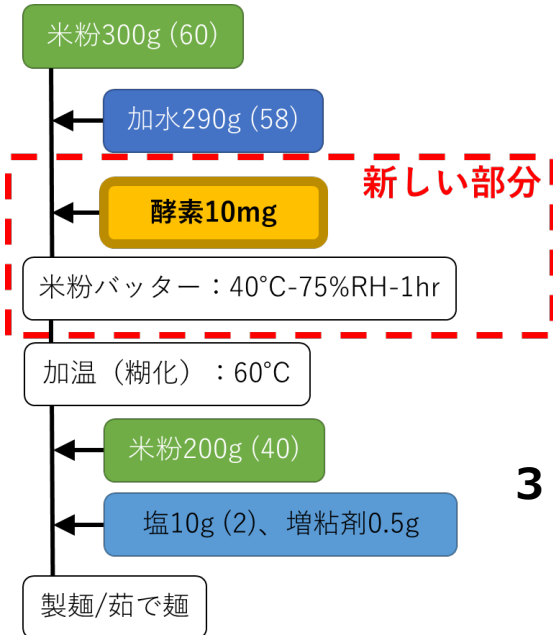 米粉300g (60)
加水290g (58)
新しい部分
酵素10mg
米粉バッター：40°C-75%RH-1hr
加温（糊化）：60°C
米粉200g (40)
3
塩10g (2)、増粘剤0.5g
製麺/茹で麺